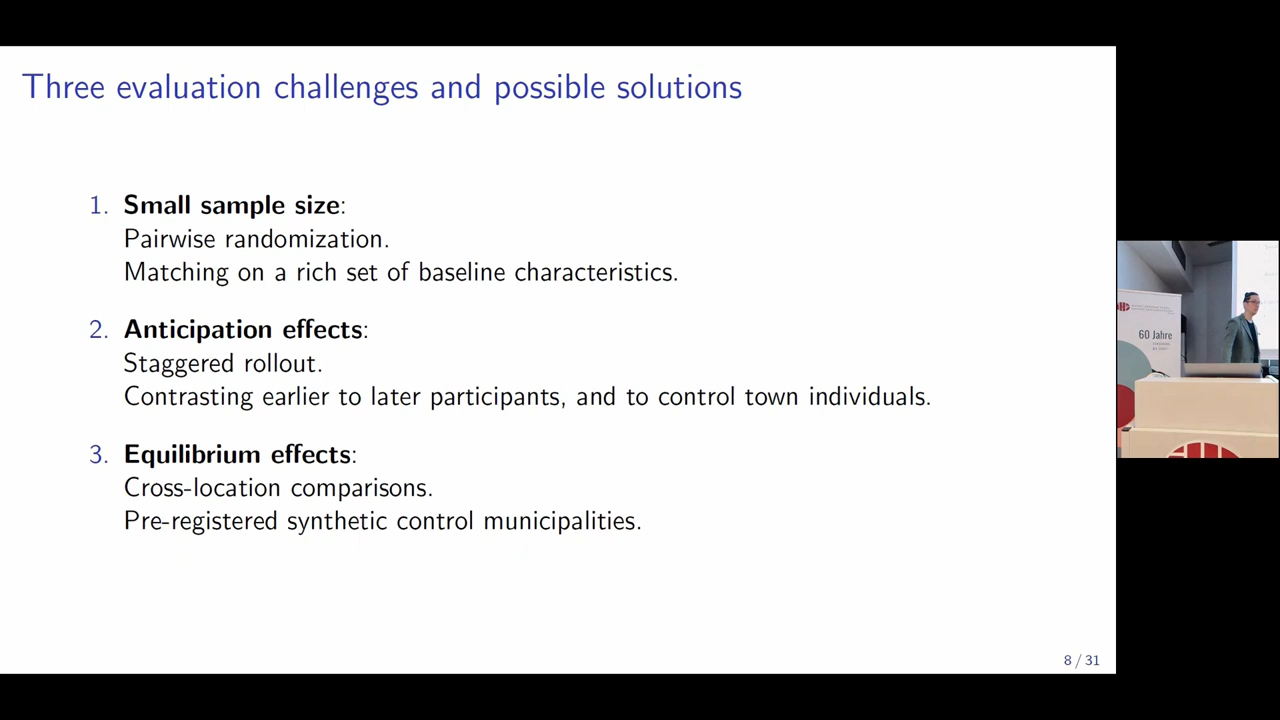 Three evaluation challenges and possible solutions
1. Small sample size:
Pairwise randomization.
Matching on a rich set of baseline characteristics.
2. Anticipation effects:
Staggered rollout.
Contrasting earlier to later participants, and to control town individuals.
3. Equilibrium effects:
Cross-location comparisons.
Pre-registered synthetic control municipalities.
8 / 31
60 Jahre